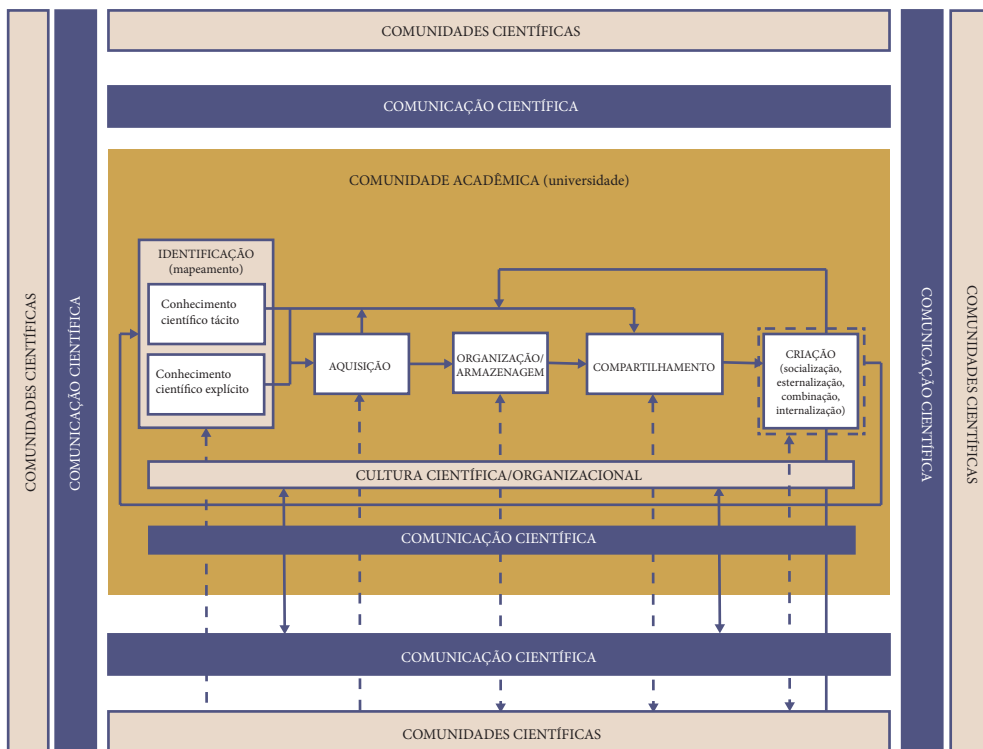 COMUNIDADES CIENTÍFICAS
COMUNICAÇÃO CIENTÍFICA
COMUNIDADES CIENTÍFICAS
COMUNICAÇÃO CIENTÍFICA
COMUNIDADE ACADÊMICA (universidade)
IDENTIFICAÇÃO
(mapeamento)
Conhecimento
científico tácito
Conhecimento
científico explícito
AQUISIÇÃO
ORGANIZAÇÃO/
ARMAZENAGEM
COMPARTILHAMENTO
CRIAÇÃO
(socialização,
esternalização,
combinação,
internalização)
CULTURA CIENTÍFICA/ORGANIZACIONAL
COMUNICAÇÃO CIENTÍFICA
COMUNICAÇÃO CIENTÍFICA
COMUNIDADES CIENTÍFICAS
COMUNICAÇÃO CIENTÍFICA
COMUNIDADES CIENTÍFICAS